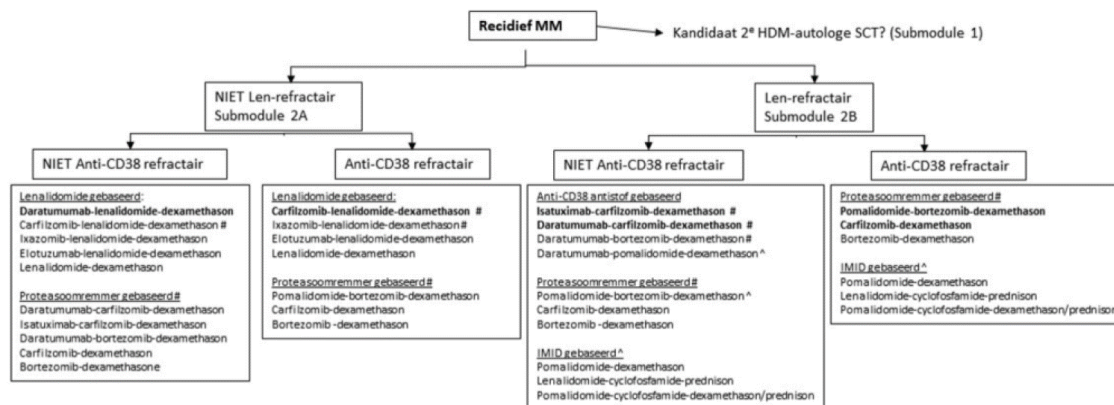 Recidief MM
Kandidaat 2e HDM-autologe SCT? (Submodule 1)
NIET Len-refractair
Submodule 2A
Len-refractair
Submodule 2B
NIET Anti-CD38 refractair
Anti-CD38 refractair
NIET Anti-CD38 refractair
Anti-CD38 refractair
Lenalidomide gebaseerd:
Daratumumab-lenalidomide-dexamethason
Carfilzomib-lenalidomide-dexamethason #
Ixazomib-lenalidomide-dexamethason
Elotuzumab-lenalidomide-dexamethason
Lenalidomide-dexamethason
Proteasoomremmer gebaseerd#
Daratumumab-carfilzomib-dexamethason
Isatuximab-carfilzomib-dexamethason
Daratumumab-bortezomib-dexamethason
Carfilzomib-dexamethason
Bortezomib-dexamethasone
Lenalidomide gebaseerd:
Carfilzomib-lenalidomide-dexamethason #
Ixazomib-lenalidomide-dexamethason #
Elotuzumab-lenalidomide-dexamethason
Lenalidomide-dexamethason
Proteasoomremmer gebaseerd#
Pomalidomide-bortezomib-dexamethason
Carfilzomib-dexamethason
Bortezomib-dexamethason
Anti-CD38 antistof gebaseerd
Isatuximab-carfilzomib-dexamethason #
Daratumumab-carfilzomib-dexamethason #
Daratumumab-bortezomib-dexamethason#
Daratumumab-pomalidomide-dexamethason^
Proteasoomremmer gebaseerd#
Pomalidomide-bortezomib-dexamethason^
Carfilzomib-dexamethason
Bortezomib-dexamethason
IMID gebaseerd^
Pomalidomide-dexamethason
Lenalidomide-cyclofosfamide-prednison
Pomalidomide-cyclofosfamide-dexamethason/prednison
Proteasoomremmer gebaseerd#
Pomalidomide-bortezomib-dexamethason
Carfilzomib-dexamethason
Bortezomib-dexamethason
IMID gebaseerd^
Pomalidomide-dexamethason
Lenalidomide-cyclofosfamide-prednison
Pomalidomide-cyclofosfamide-dexamethason/prednison